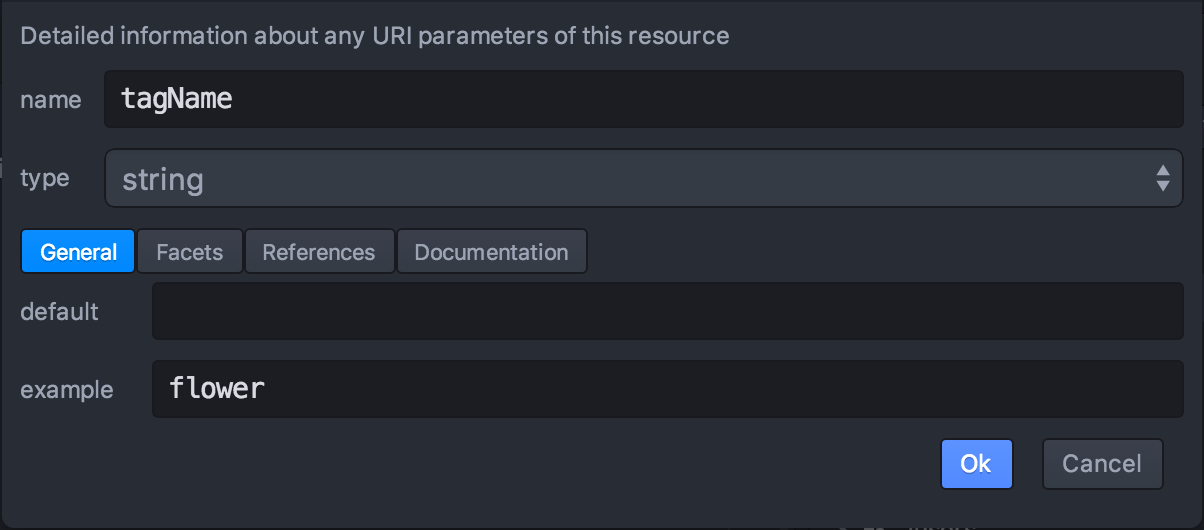 Detailed information about any URI parameters of this resource
name tagName
type string
General Facets References Documentation
default
example flower
Ok Cancel